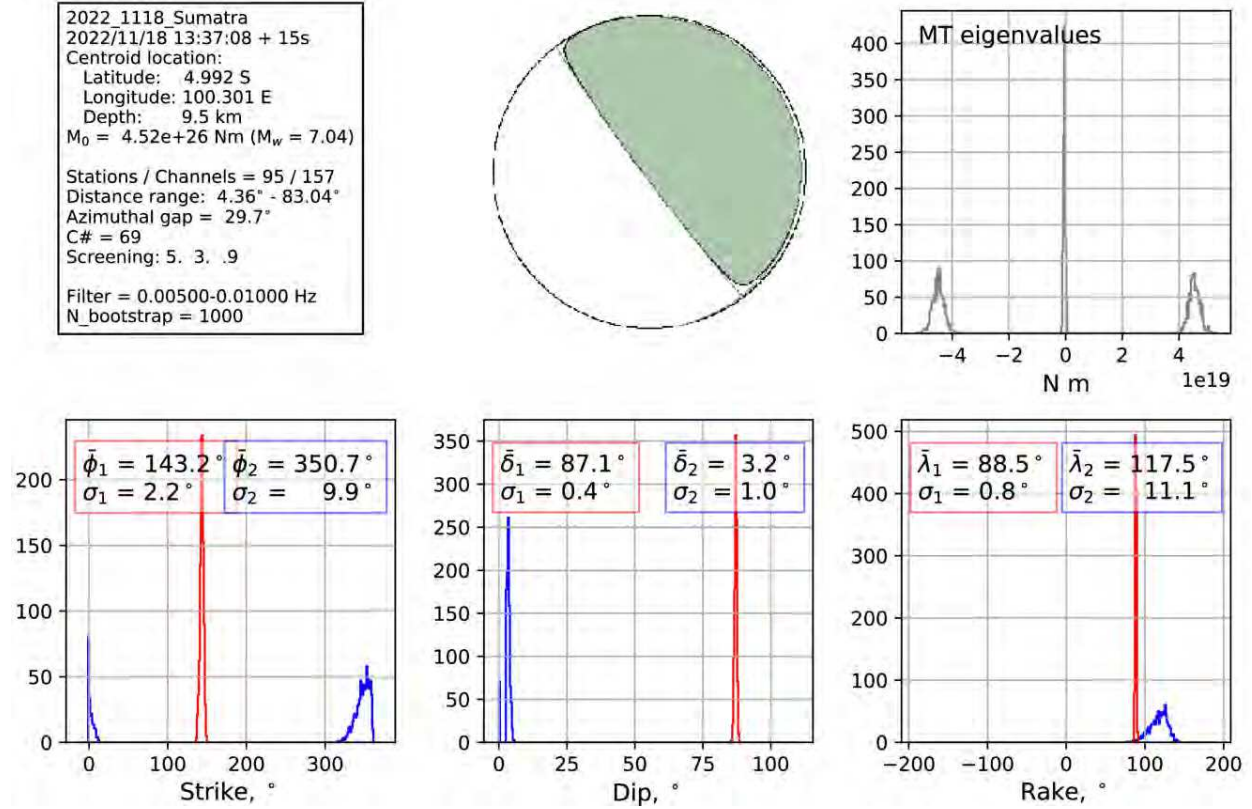 2022_1118_Sumatra
2022/11/18 13:37:08 + 15s
Centroid location:
Latitude: 4.992 S
Longitude: 100.301 E
Depth: 9.5 km
M₀ = 4.52e+26 Nm (M_w = 7.04)
Stations / Channels = 95 / 157
Distance range: 4.36° - 83.04°
Azimuthal gap = 29.7°
C# = 69
Screening: 5. 3. .9
Filter = 0.00500-0.01000 Hz
N_bootstrap = 1000
MT eigenvalues
400
350
300
250
200
150
100
50
0
−4 −2 0 2 4
1e19
N m
ϕ̄₁ = 143.2° ϕ̄₂ = 350.7°
σ₁ = 2.2° σ₂ = 9.9°
200
150
100
50
0
0 100 200 300
Strike, °
δ̄₁ = 87.1° δ̄₂ = 3.2°
σ₁ = 0.4° σ₂ = 1.0°
350
300
250
200
150
100
50
0
0 25 50 75 100
Dip, °
λ̄₁ = 88.5° λ̄₂ = 117.5°
σ₁ = 0.8° σ₂ = 11.1°
500
400
300
200
100
0
−200 −100 0 100 200
Rake, °